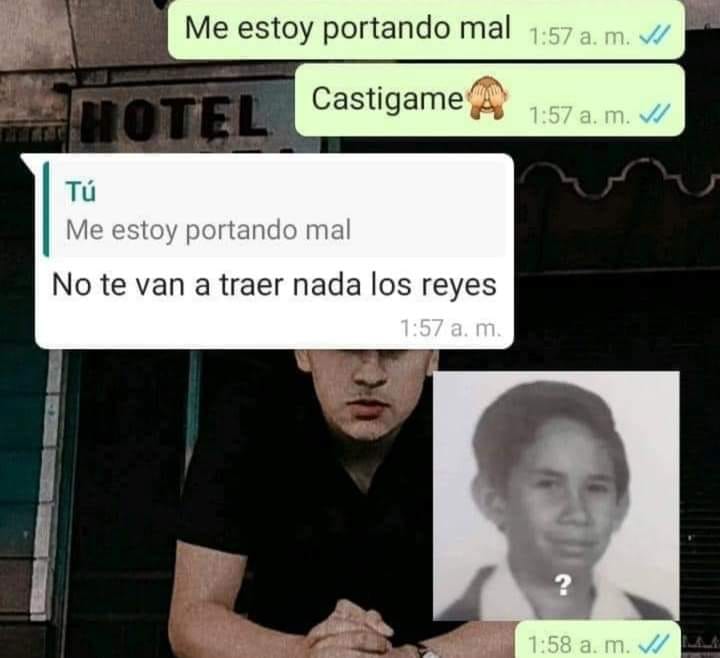 Me estoy portando mal 1:57 a. m.
Castigame🙈 1:57 a. m.
HOTEL
Tú
Me estoy portando mal
No te van a traer nada los reyes
1:57 a. m.
?
1:58 a. m.